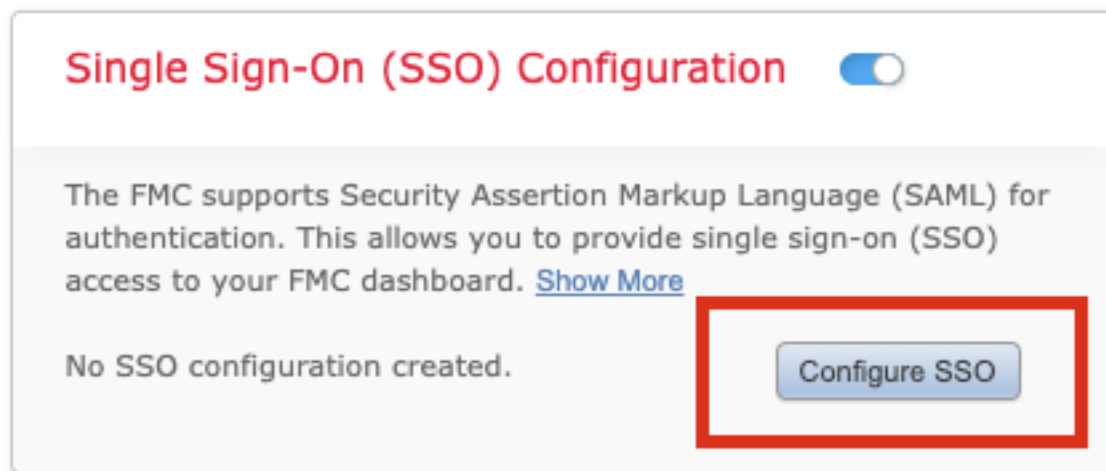 Single Sign-On (SSO) Configuration
The FMC supports Security Assertion Markup Language (SAML) for
authentication. This allows you to provide single sign-on (SSO)
access to your FMC dashboard. Show More
No SSO configuration created.
Configure SSO